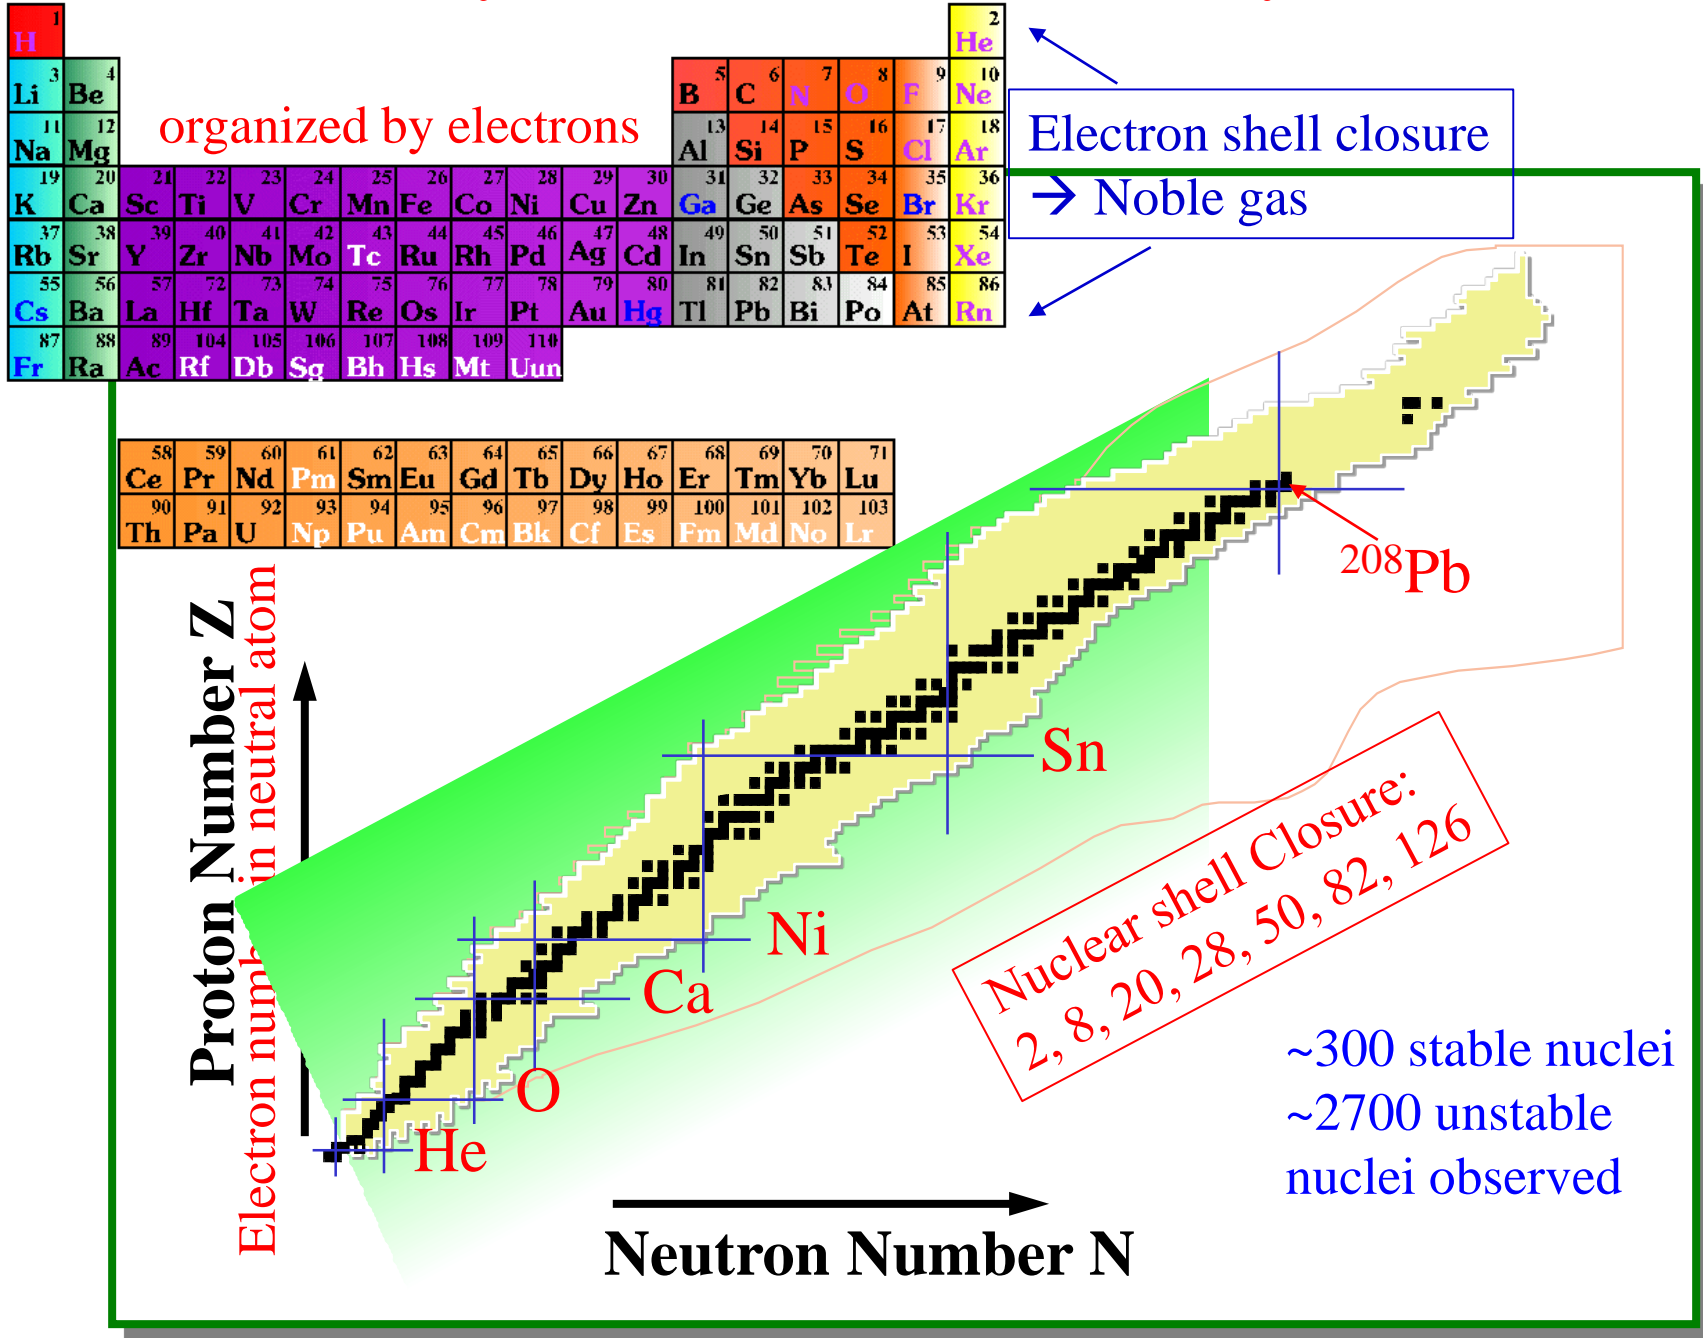 1 2
H He
3 4 5 6 7 8 9 10
Li Be B C N O F Ne
organized by electrons
11 12 13 14 15 16 17 18
Na Mg Al Si P S Cl Ar
Electron shell closure
→ Noble gas
19 20 21 22 23 24 25 26 27 28 29 30 31 32 33 34 35 36
K Ca Sc Ti V Cr Mn Fe Co Ni Cu Zn Ga Ge As Se Br Kr
37 38 39 40 41 42 43 44 45 46 47 48 49 50 51 52 53 54
Rb Sr Y Zr Nb Mo Tc Ru Rh Pd Ag Cd In Sn Sb Te I Xe
55 56 57 72 73 74 75 76 77 78 79 80 81 82 83 84 85 86
Cs Ba La Hf Ta W Re Os Ir Pt Au Hg Tl Pb Bi Po At Rn
87 88 89 104 105 106 107 108 109 110
Fr Ra Ac Rf Db Sg Bh Hs Mt Uun
58 59 60 61 62 63 64 65 66 67 68 69 70 71
Ce Pr Nd Pm Sm Eu Gd Tb Dy Ho Er Tm Yb Lu
90 91 92 93 94 95 96 97 98 99 100 101 102 103
Th Pa U Np Pu Am Cm Bk Cf Es Fm Md No Lr
Proton Number Z
Electron number in neutral atom
208Pb
Sn
Ni
Ca
O
He
Nuclear shell Closure:
2, 8, 20, 28, 50, 82, 126
~300 stable nuclei
~2700 unstable
nuclei observed
Neutron Number N